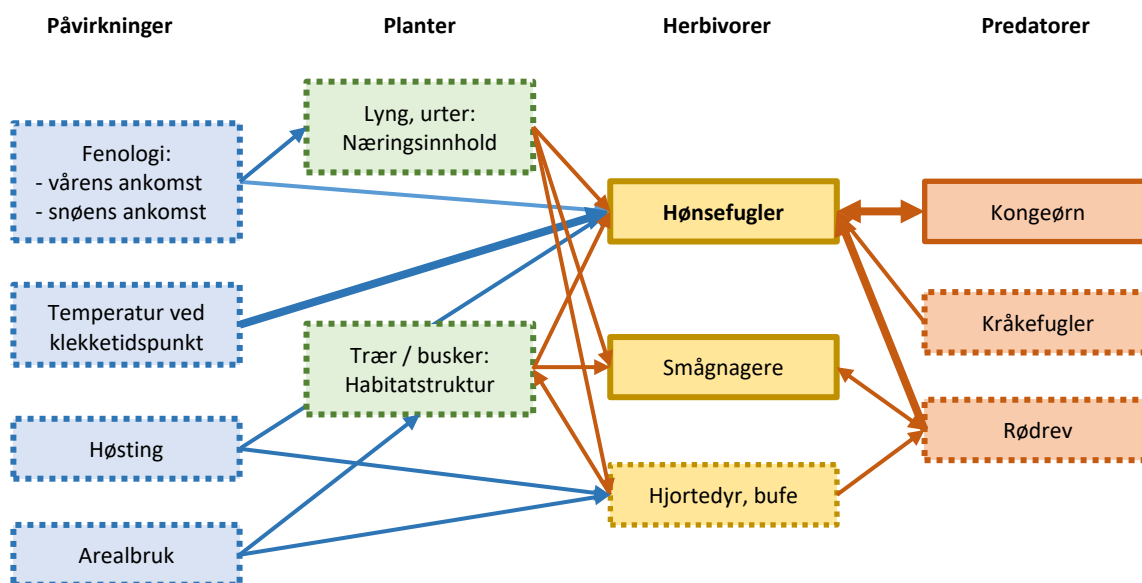 Påvirkninger
Planter
Herbivorer
Predatorer
Fenologi:
- vårens ankomst
- snøens ankomst
Temperatur ved
klekketidspunkt
Høsting
Arealbruk
Lyng, urter:
Næringsinnhold
Trær / busker:
Habitatstruktur
Hønsefugler
Smågnagere
Hjortedyr, bufe
Kongeørn
Kråkefugler
Rødrev